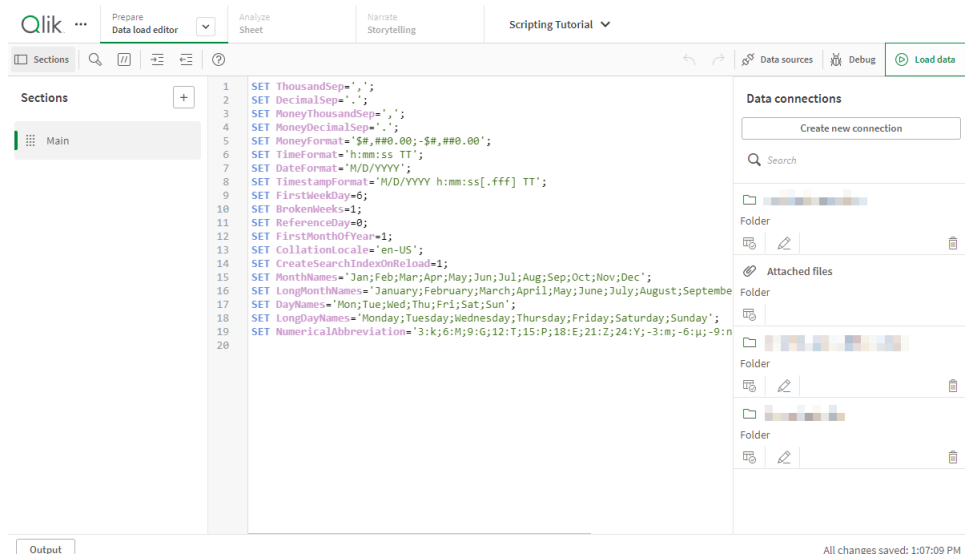 Qlik
...
Prepare
Data load editor
Analyze
Sheet
Narrate
Storytelling
Scripting Tutorial
Sections
Data sources
Debug
Load data
Sections
+
Main
1 SET ThousandSep=',';
2 SET DecimalSep='.';
3 SET MoneyThousandSep=',';
4 SET MoneyDecimalSep='.';
5 SET MoneyFormat='$#,##0.00;-$#,##0.00';
6 SET TimeFormat='h:mm:ss TT';
7 SET DateFormat='M/D/YYYY';
8 SET TimestampFormat='M/D/YYYY h:mm:ss[.fff] TT';
9 SET FirstWeekDay=6;
10 SET BrokenWeeks=1;
11 SET ReferenceDay=0;
12 SET FirstMonthOfYear=1;
13 SET CollationLocale='en-US';
14 SET CreateSearchIndexOnReload=1;
15 SET MonthNames='Jan;Feb;Mar;Apr;May;Jun;Jul;Aug;Sep;Oct;Nov;Dec';
16 SET LongMonthNames='January;February;March;April;May;June;July;August;Septembe
17 SET DayNames='Mon;Tue;Wed;Thu;Fri;Sat;Sun';
18 SET LongDayNames='Monday;Tuesday;Wednesday;Thursday;Friday;Saturday;Sunday';
19 SET NumericalAbbreviation='3:k;6:M;9:G;12:T;15:P;18:E;21:Z;24:Y;-3:m;-6:μ;-9:n
20
Data connections
Create new connection
Search
Folder
Attached files
Folder
Folder
Folder
Output
All changes saved: 1:07:09 PM